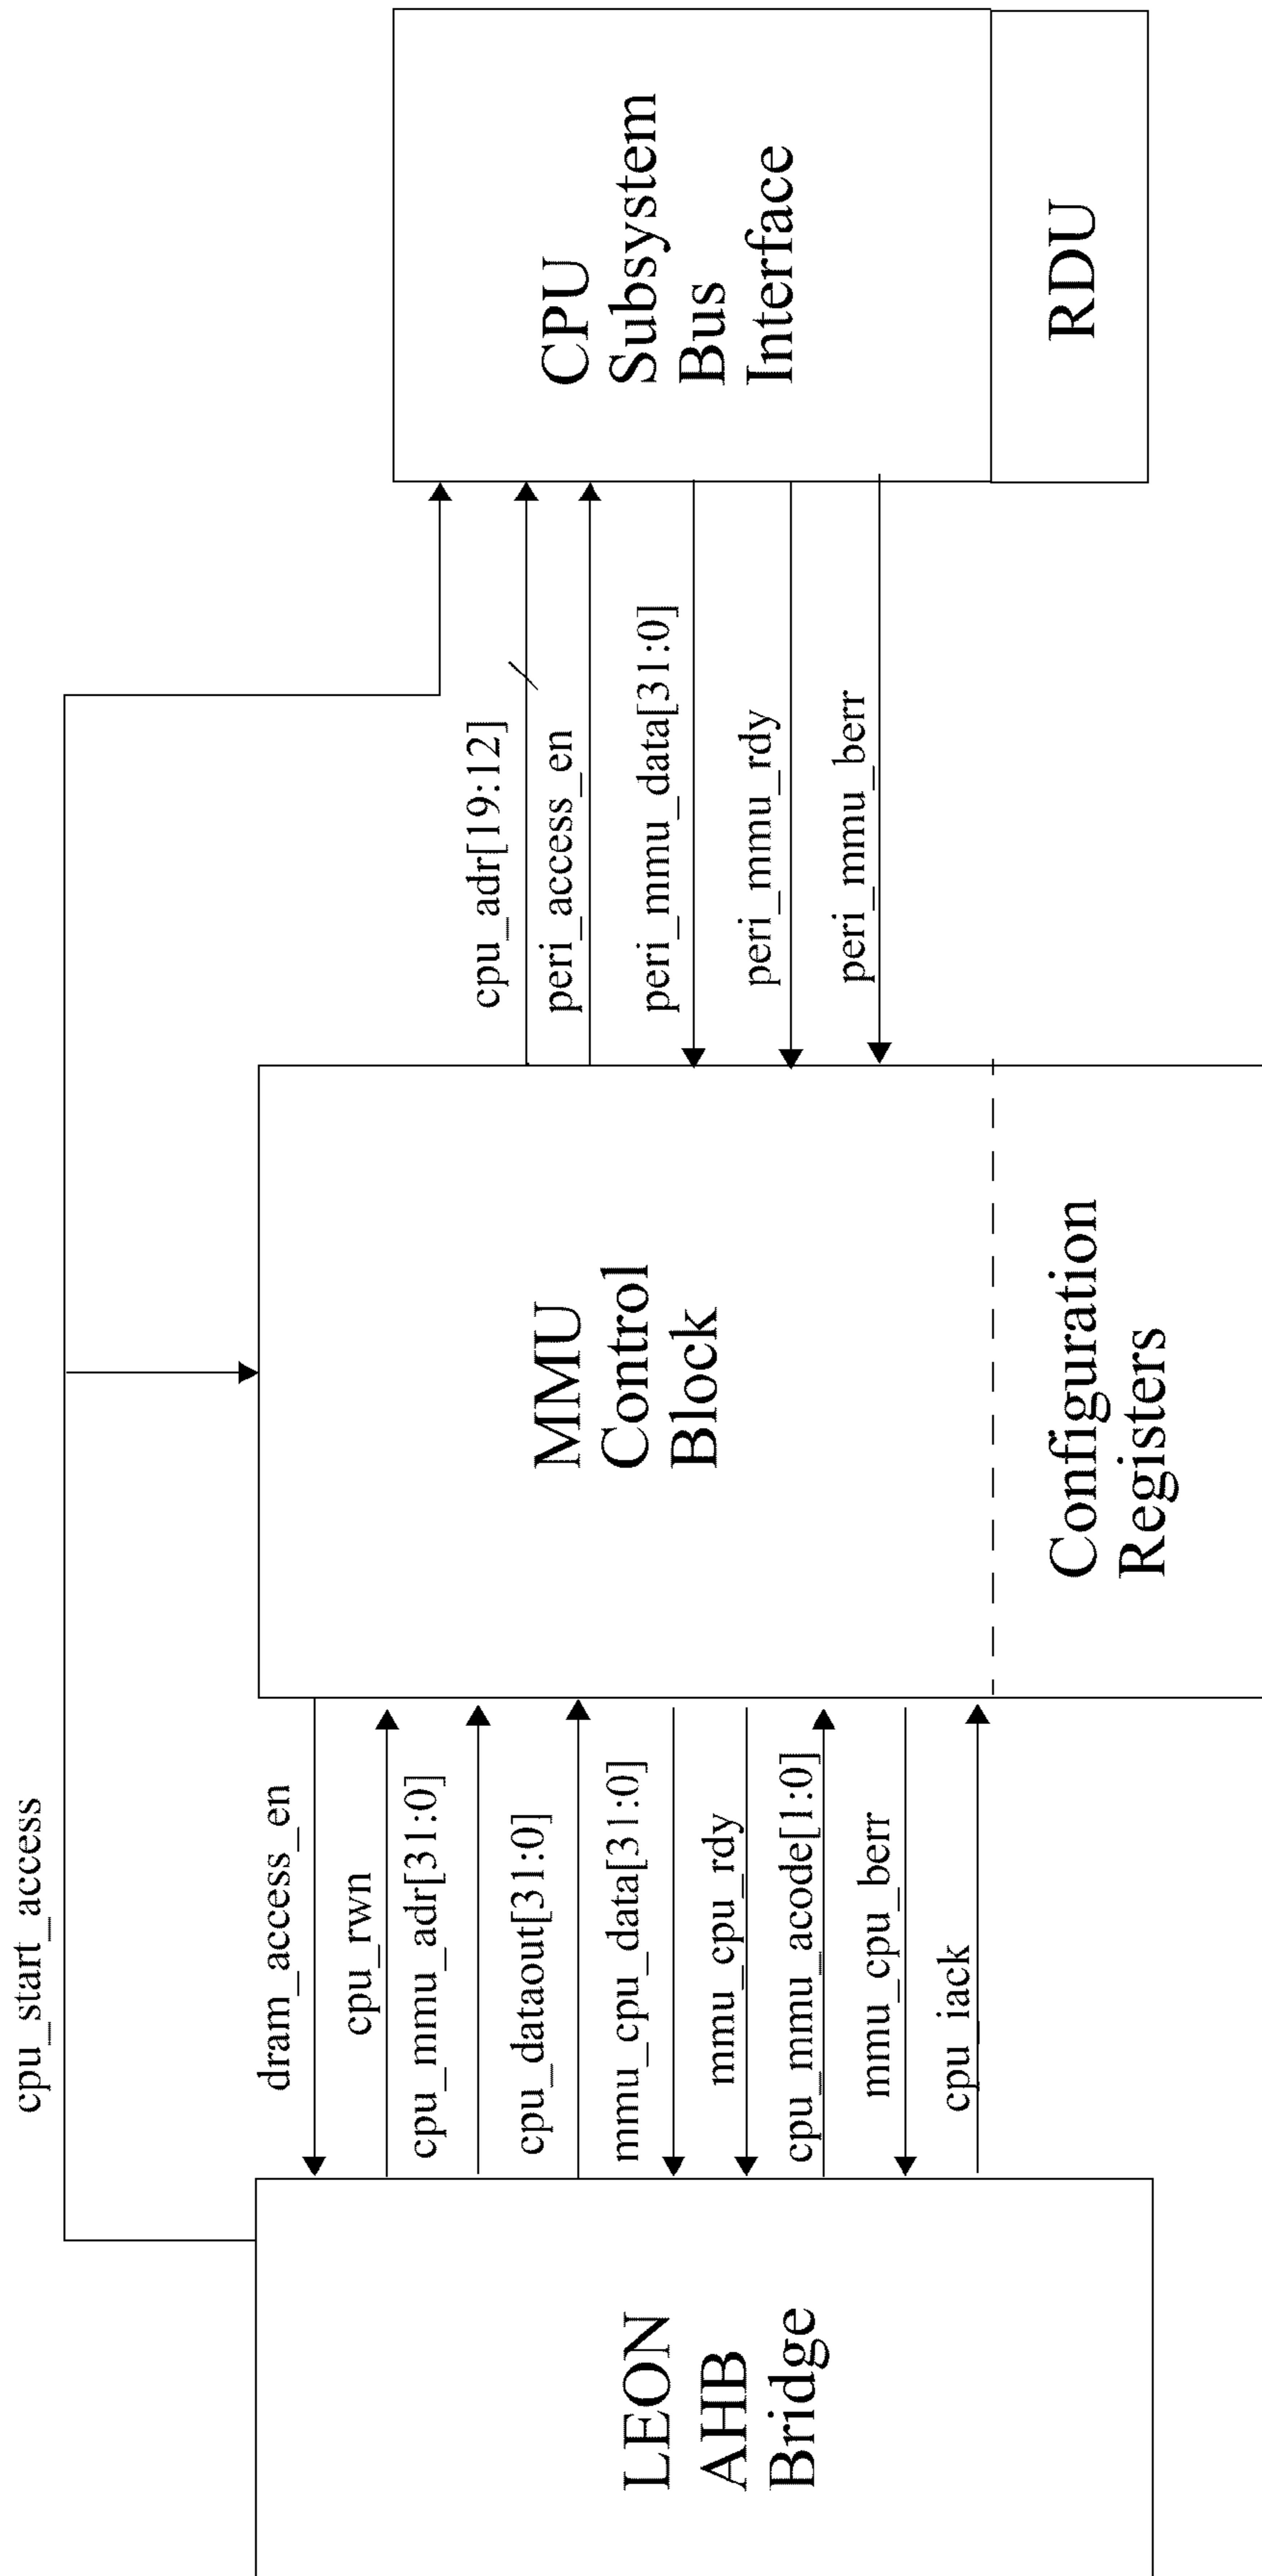 cpu_start_access
LEON
AHB
Bridge
dram_access_en
cpu_rwn
cpu_mmu_adr[31:0]
cpu_dataout[31:0]
mmu_cpu_data[31:0]
mmu_cpu_rdy
cpu_mmu_acode[1:0]
mmu_cpu_berr
cpu_iack
MMU
Control
Block
Configuration
Registers
cpu_adr[19:12]
peri_access_en
peri_mmu_data[31:0]
peri_mmu_rdy
peri_mmu_berr
CPU
Subsystem
Bus
Interface
RDU